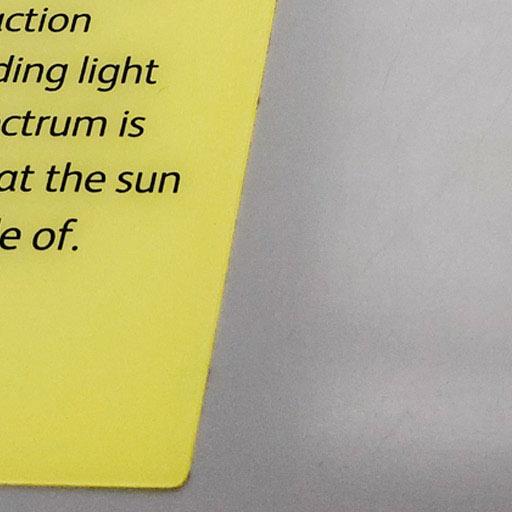 uction
ding light
ctrum is
at the sun
e of.